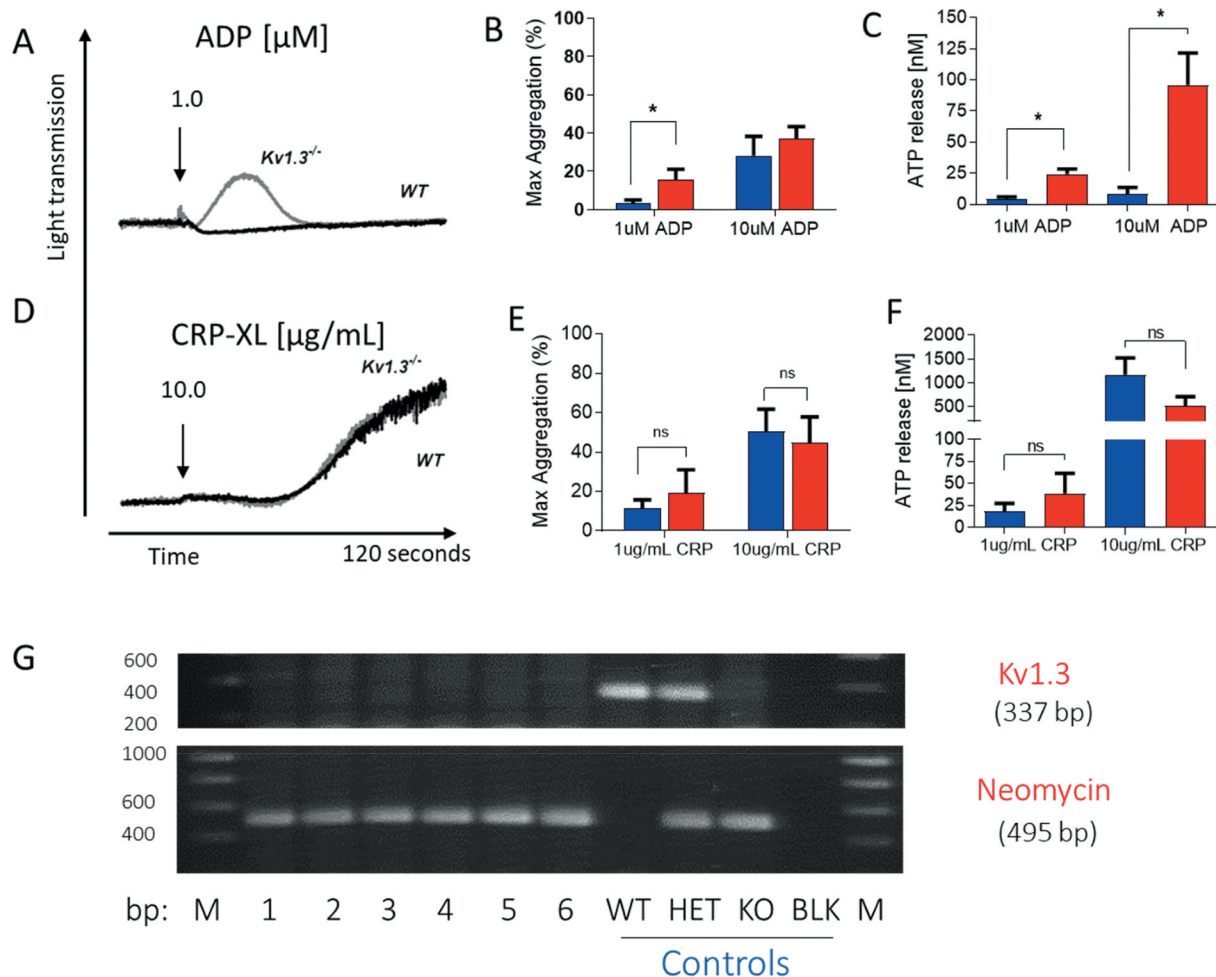 A
ADP [µM]
Light transmission
1.0
Kv1.3-/-
WT
B
Max Aggregation (%)
100
80
60
40
20
0
*
1uM ADP
10uM ADP
C
ATP release [nM]
150
125
100
75
50
25
0
*
*
1uM ADP
10uM ADP
D
CRP-XL [µg/mL]
10.0
Kv1.3-/-
WT
Time
120 seconds
E
Max Aggregation (%)
100
80
60
40
20
0
ns
ns
1ug/mL CRP
10ug/mL CRP
F
ATP release [nM]
2000
1500
1000
500
100
75
50
25
0
ns
ns
1ug/mL CRP
10ug/mL CRP
G
600
400
200
Kv1.3
(337 bp)
1000
800
600
400
Neomycin
(495 bp)
bp: M 1 2 3 4 5 6 WT HET KO BLK M
Controls